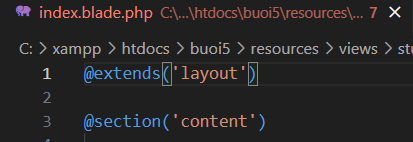 index.blade.php C:\...\htdocs\buoi5\resources\... 7
C: > xampp > htdocs > buoi5 > resources > views >
1 @extends('layout')
2
3 @section('content')